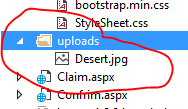 bootstrap.min.css
StyleSheet.css
uploads
Desert.jpg
Claim.aspx
Confirm.aspx